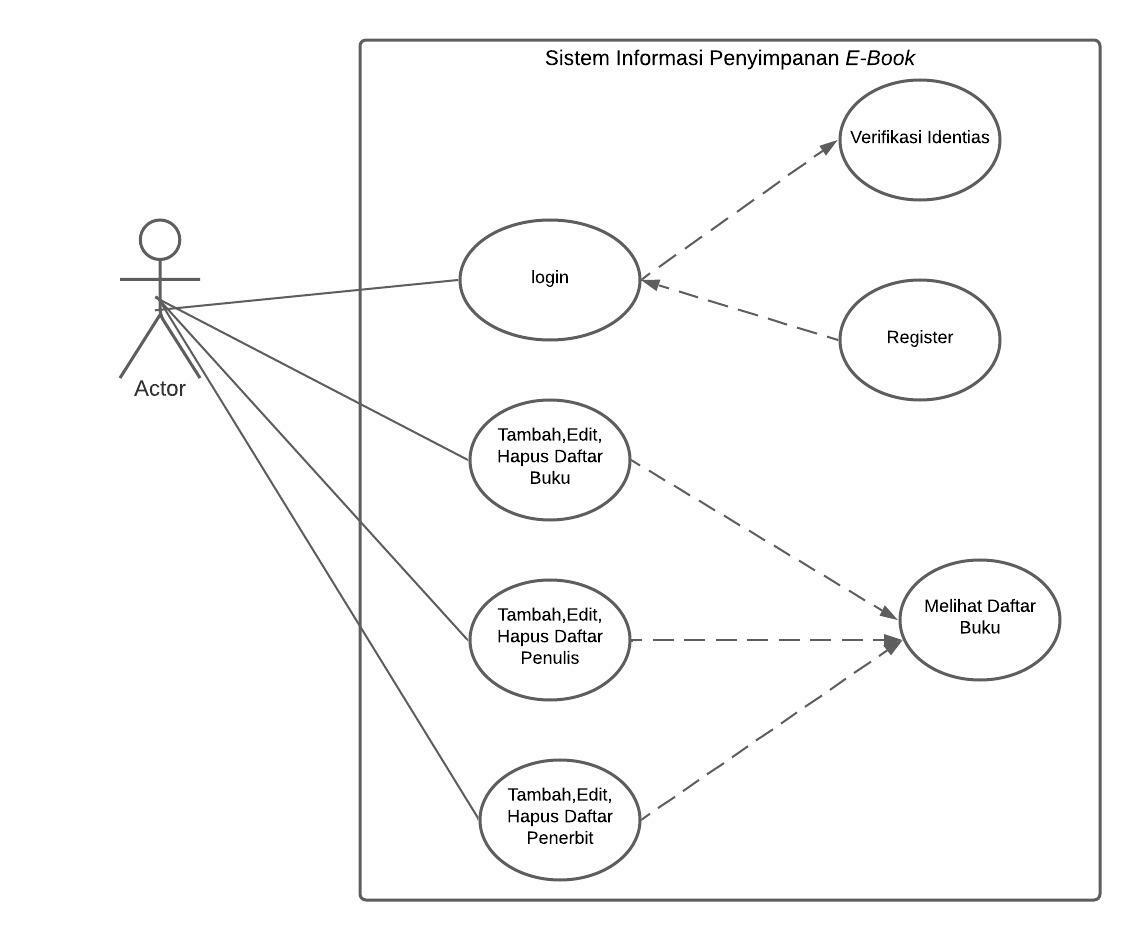 Sistem Informasi Penyimpanan E-Book
Verifikasi Identias
login
Register
Actor
Tambah,Edit,
Hapus Daftar
Buku
Melihat Daftar
Buku
Tambah,Edit,
Hapus Daftar
Penulis
Tambah,Edit,
Hapus Daftar
Penerbit